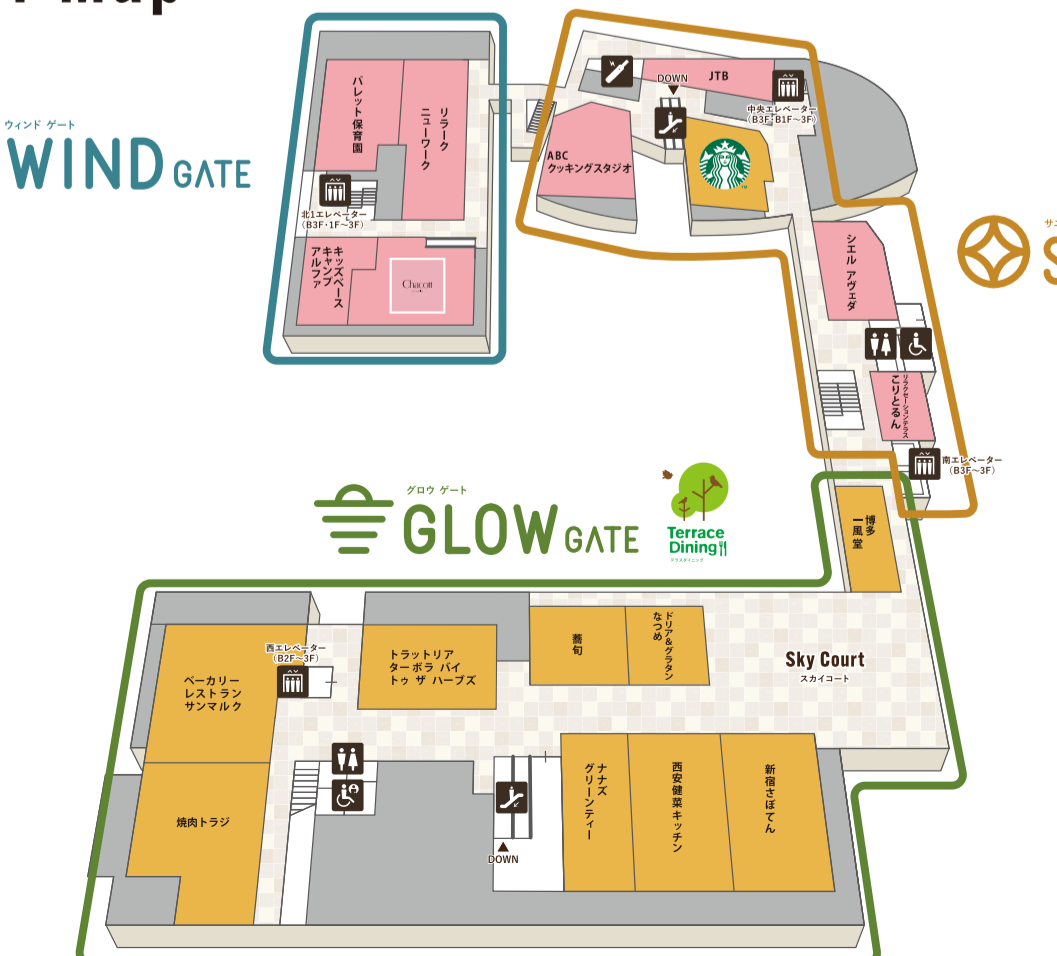 ウィンド ゲート
WIND GATE
パレット保育園
リラーク
ニューワーク
北1エレベーター
(B3F・1F~3F)
キッズベース
キャンプ
アルファ
Chacott
DOWN
JTB
中央エレベーター
(B3F・B1F~3F)
ABC
クッキングスタジオ
シエル アヴェダ
リラクゼーションテラス
こりとるん
南エレベーター
(B3F~3F)
グロウ ゲート
GLOW GATE
Terrace
Dining
テラスダイニング
博多
一風堂
西エレベーター
(B2F~3F)
ベーカリー
レストラン
サンマルク
トラットリア
ターボラ バイ
トゥ ザ ハーブズ
蕎旬
ドリア&グラタン
なつめ
Sky Court
スカイコート
焼肉トラジ
DOWN
ナナズ
グリーンティー
西安健菜キッチン
新宿さぼてん